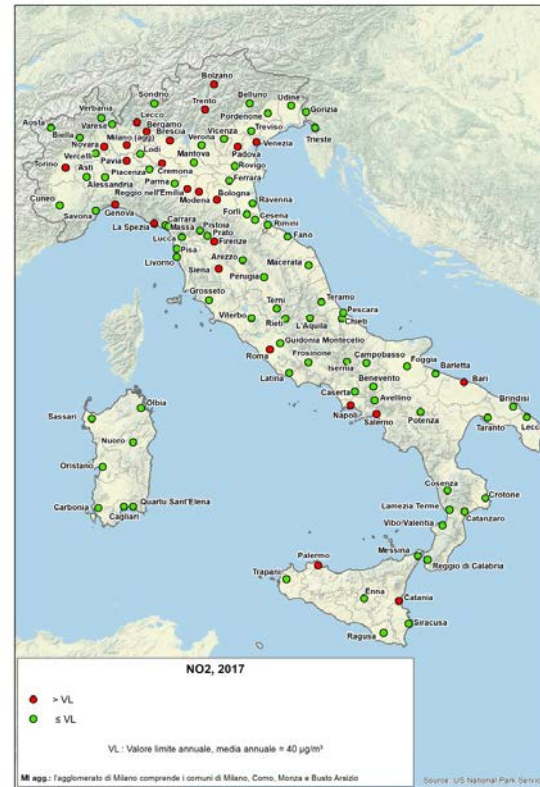 Bolzano
Sondrio
Belluno
Udine
Verbania
Lecco
Trento
Pordenone
Gorizia
Aosta
Varese
Bergamo
Biella
Milano (agg)
Brescia
Verona
Vicenza
Treviso
Trieste
Novara
Vercelli
Lodi
Mantova
Padova
Venezia
Torino
Pavia
Asti
Piacenza
Cremona
Rovigo
Alessandria
Parma
Ferrara
Reggio nell'Emilia
Modena
Bologna
Ravenna
Cuneo
Savona
Genova
Forlì
Cesena
Rimini
La Spezia
Carrara
Massa
Pistoia
Prato
Lucca
Firenze
Fano
Pisa
Livorno
Arezzo
Macerata
Siena
Perugia
Grosseto
Terni
Teramo
Viterbo
Rieti
L'Aquila
Pescara
Chieti
Guidonia Montecelio
Roma
Frosinone
Isernia
Campobasso
Foggia
Barletta
Latina
Benevento
Bari
Caserta
Avellino
Brindisi
Napoli
Salerno
Potenza
Taranto
Lecc
Olbia
Sassari
Nuoro
Oristano
Cosenza
Crotone
Carbonia
Cagliari
Quartu Sant'Elena
Lamezia Terme
Catanzaro
Vibo Valentia
Messina
Palermo
Reggio di Calabria
Trapani
Enna
Catania
Siracusa
Ragusa
NO2, 2017
> VL
≤ VL
VL : Valore limite annuale, media annuale = 40 µg/m³
MI agg.: l'agglomerato di Milano comprende i comuni di Milano, Como, Monza e Busto Arsizio
Source: US National Park Servic